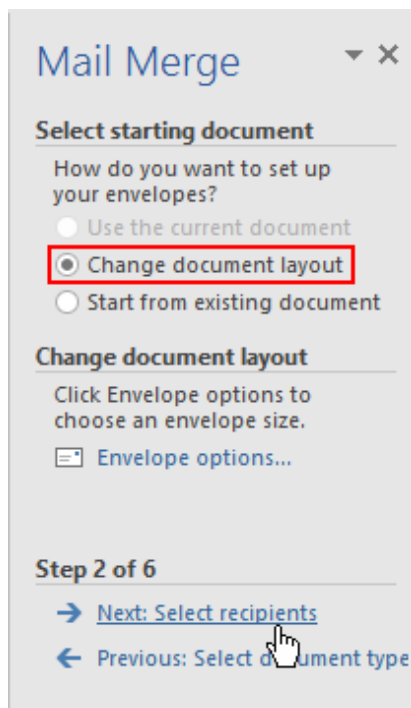 Mail Merge
Select starting document
How do you want to set up
your envelopes?
Use the current document
Change document layout
Start from existing document
Change document layout
Click Envelope options to
choose an envelope size.
Envelope options...
Step 2 of 6
Next: Select recipients
Previous: Select document type